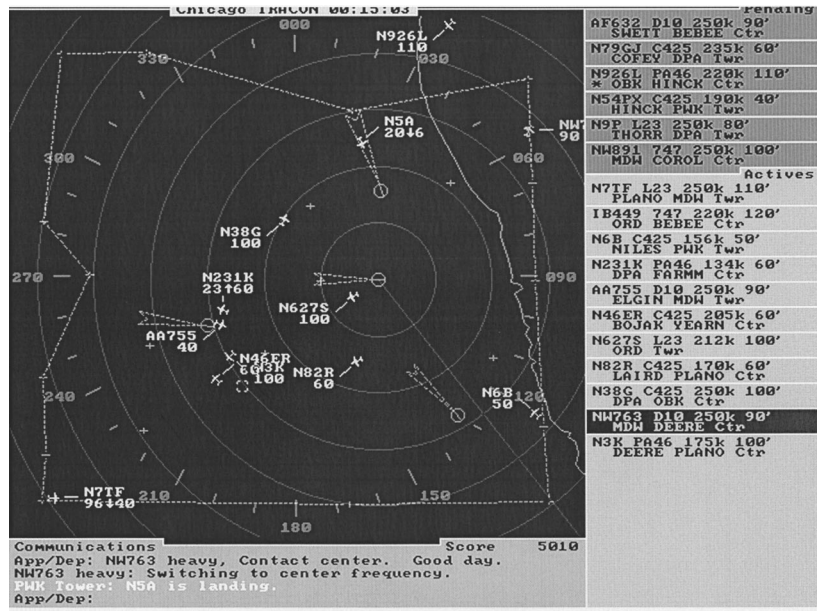 Chicago TRACON 00:15:03
000
030
060
090
120
150
180
210
240
270
300
330
N926L
110
N5A
20↓6
NW7
90
N38G
100
N231K
23↑60
N627S
100
AA755
40
N46ER
3K
100
N82R
60
N6B
50
N7TF
96↓40
Pending
AF632 D10 250k 90'
SWETT BEBEE Ctr
N79GJ C425 235k 60'
COFEY DPA Twr
N926L PA46 220k 110'
* OBK HINCK Ctr
N54PX C425 190k 40'
HINCK PWK Twr
N9P L23 250k 80'
THORR DPA Twr
NW891 747 250k 100'
MDW COROL Ctr
Actives
N7TF L23 250k 110'
PLANO MDW Twr
IB449 747 220k 120'
ORD BEBEE Ctr
N6B C425 156k 50'
NILES PWK Twr
N231K PA46 134k 60'
DPA FARMM Ctr
AA755 D10 250k 90'
ELGIN MDW Twr
N46ER C425 205k 60'
BOJAK YEARN Ctr
N627S L23 212k 100'
ORD Twr
N82R C425 170k 60'
LAIRD PLANO Ctr
N38G C425 250k 100'
DPA OBK Ctr
NW763 D10 250k 90'
MDW DEERE Ctr
N3K PA46 175k 100'
DEERE PLANO Ctr
Communications
Score 5010
App/Dep: NW763 heavy, Contact center. Good day.
NW763 heavy: Switching to center frequency.
PWK Tower: N5A is landing.
App/Dep: